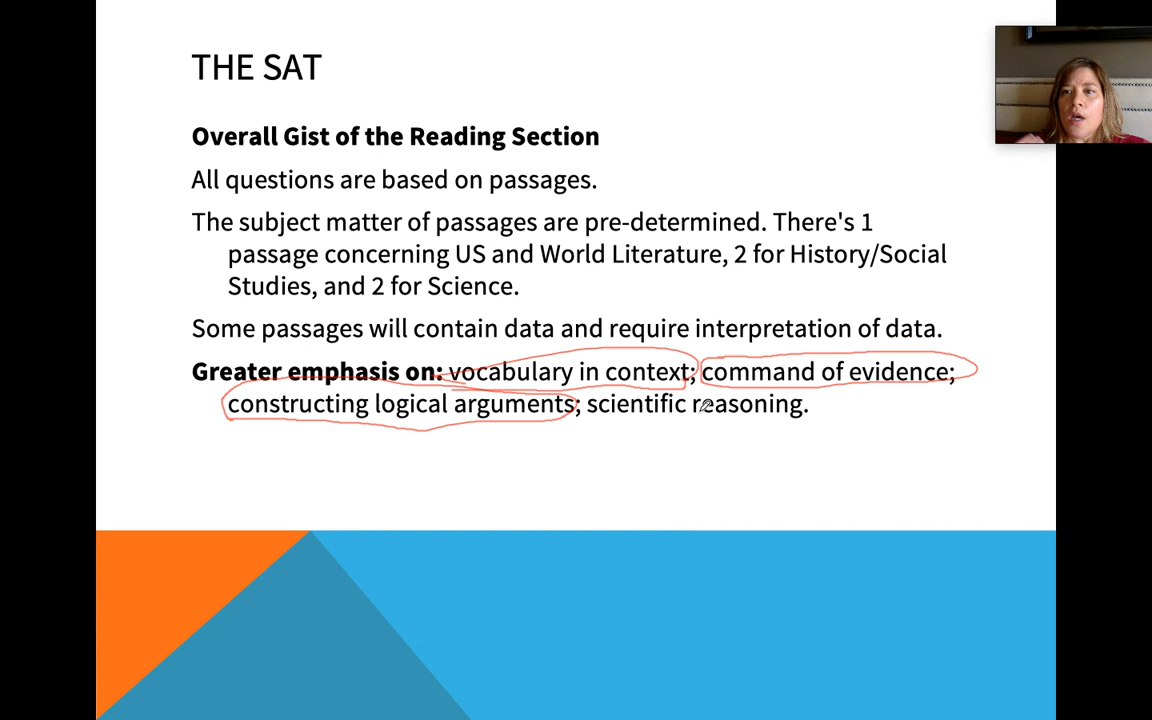 THE SAT
Overall Gist of the Reading Section
All questions are based on passages.
The subject matter of passages are pre-determined. There's 1
passage concerning US and World Literature, 2 for History/Social
Studies, and 2 for Science.
Some passages will contain data and require interpretation of data.
Greater emphasis on: vocabulary in context; command of evidence;
constructing logical arguments; scientific reasoning.